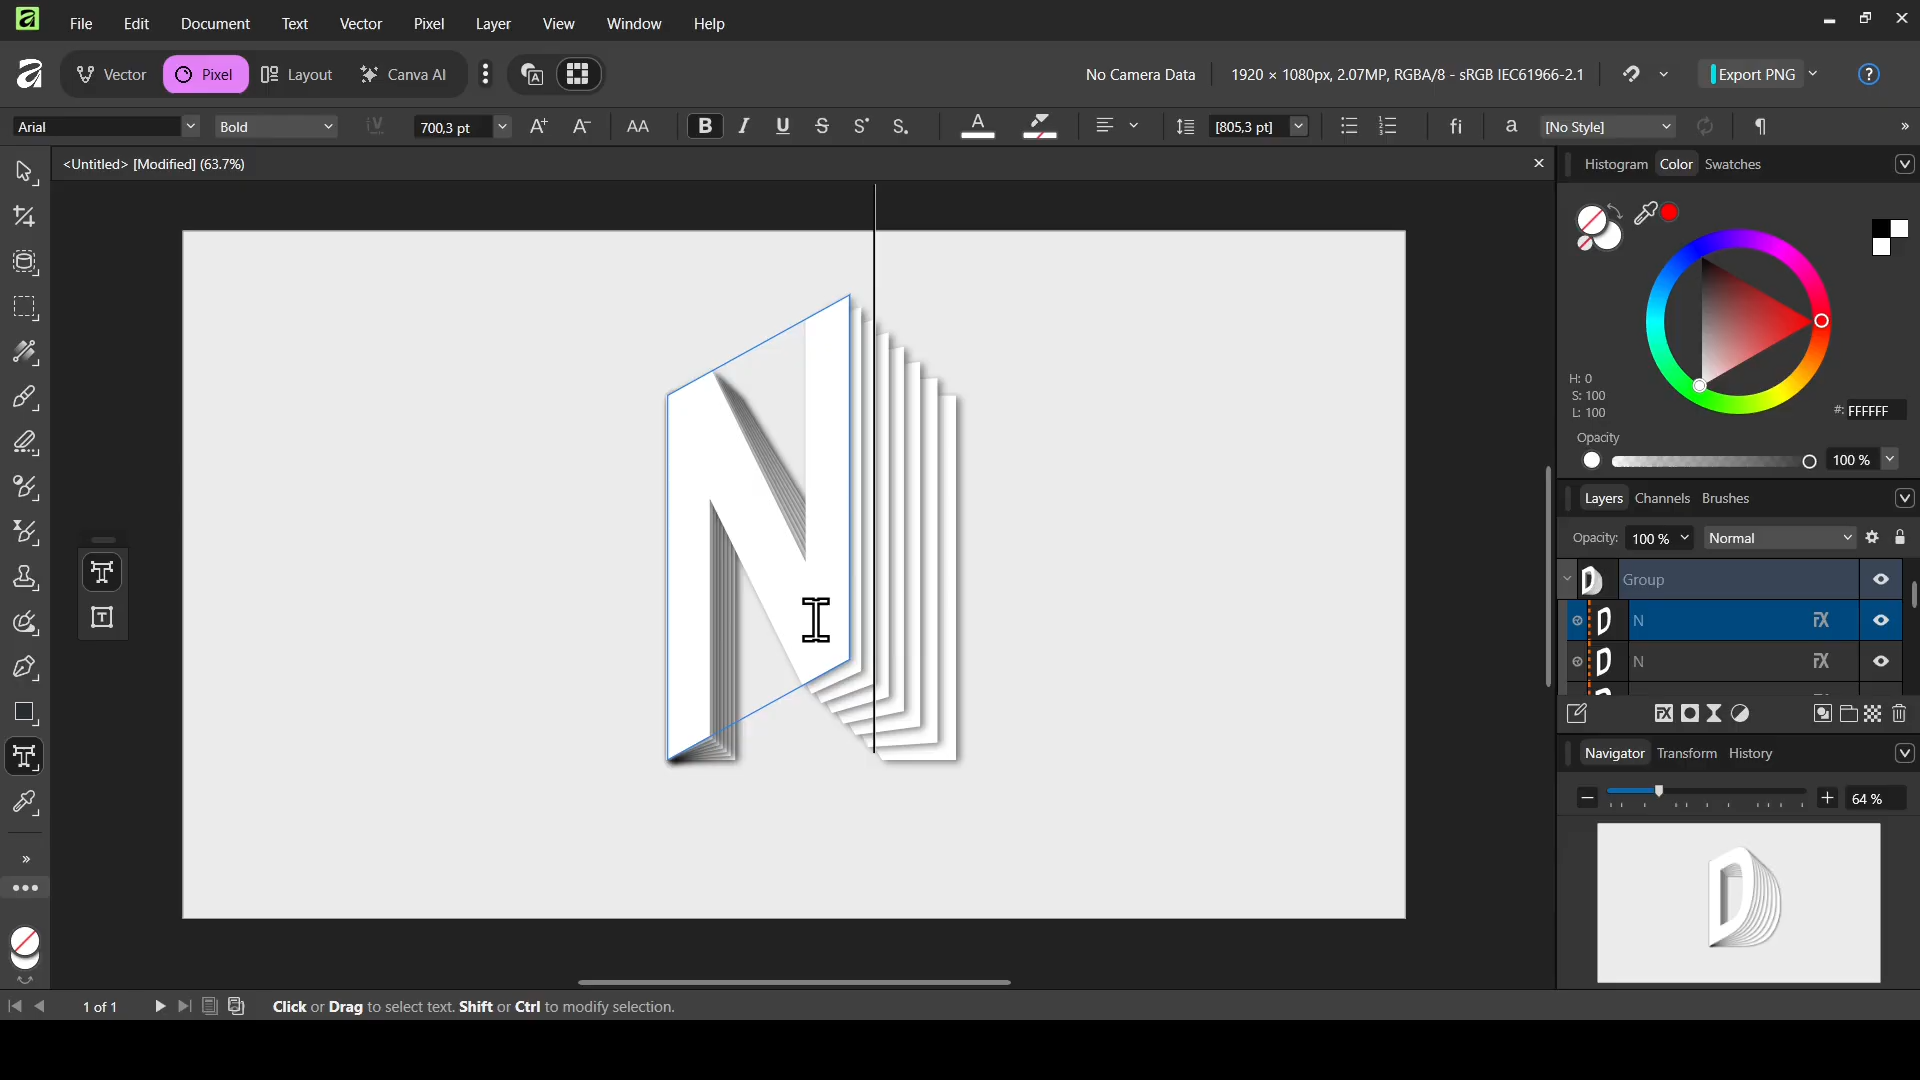 File Edit Document Text Vector Pixel Layer View Window Help
Vector Pixel Layout Canva AI No Camera Data 1920 × 1080px, 2.07MP, RGBA/8 - sRGB IEC61966-2.1 Export PNG ?
Arial Bold 700,3 pt A+ A− AA B I U S S S A [805,3 pt] fi a [No Style] ¶ »
<Untitled> [Modified] (63.7%)
Histogram Color Swatches
N
H: 0
S: 100
L: 100
#: FFFFFF
Opacity
100 %
Layers Channels Brushes
Opacity: 100 % Normal
D Group
D N FX
D N FX
FX
Navigator Transform History
64 %
D
1 of 1 Click or Drag to select text. Shift or Ctrl to modify selection.